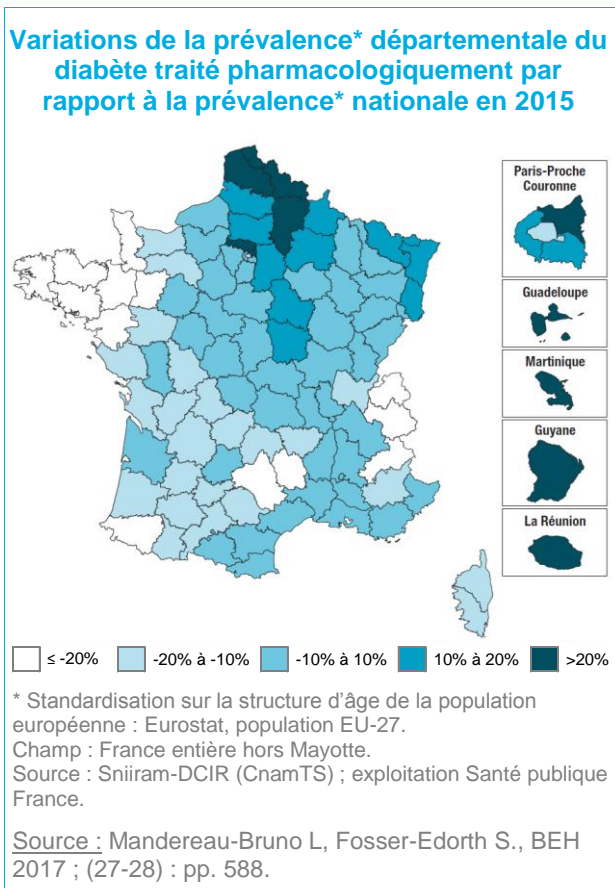 Variations de la prévalence* départementale du
diabète traité pharmacologiquement par
rapport à la prévalence* nationale en 2015
Paris-Proche
Couronne
Guadeloupe
Martinique
Guyane
La Réunion
≤ -20%
-20% à -10%
-10% à 10%
10% à 20%
>20%
* Standardisation sur la structure d'âge de la population
européenne : Eurostat, population EU-27.
Champ : France entière hors Mayotte.
Source : Sniiram-DCIR (CnamTS) ; exploitation Santé publique
France.
Source : Mandereau-Bruno L, Fosser-Edorth S., BEH
2017 ; (27-28) : pp. 588.